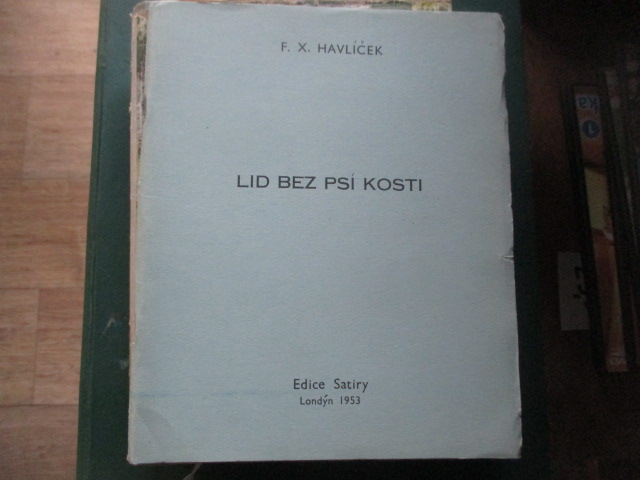 F. X. HAVLÍČEK
LID BEZ PSÍ KOSTI
Edice Satiry
Londýn 1953